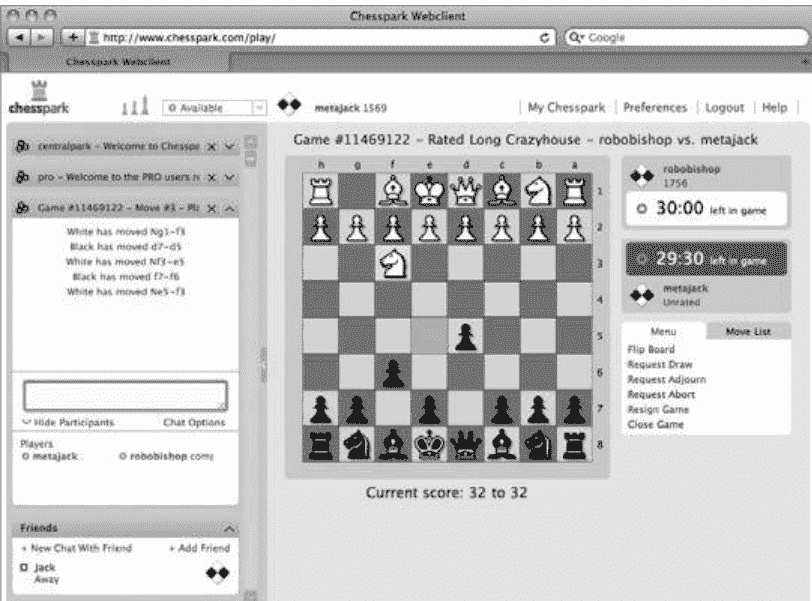 Chesspark Webclient
http://www.chesspark.com/play/
Google
Chesspark Webclient
chesspark
Available
metajack 1569
My Chesspark | Preferences | Logout | Help
centralpark – Welcome to Chesspa
pro – Welcome to the PRO users
Game #11469122 – Move #3 – Pl
White has moved Ng1-f3
Black has moved d7-d5
White has moved Nf3-e5
Black has moved f7-f6
White has moved Ne5-f3
Hide Participants
Chat Options
Players
metajack
robobishop
Friends
+ New Chat With Friend
+ Add Friend
Jack
Away
Game #11469122 – Rated Long Crazyhouse – robobishop vs. metajack
h g f e d c b a
1
2
3
4
5
6
7
8
Current score: 32 to 32
robobishop
1756
30:00 left in game
29:30 left in game
metajack
Unrated
Menu
Move List
Flip Board
Request Draw
Request Adjourn
Request Abort
Resign Game
Close Game